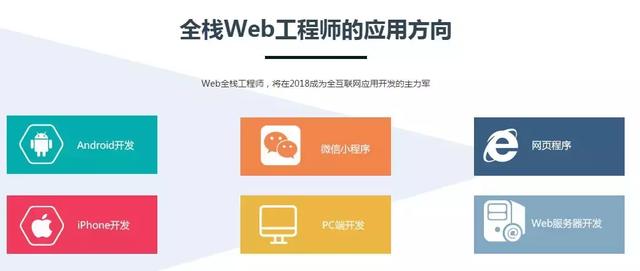 全栈Web工程师的应用方向
Web全栈工程师，将在2018成为全互联网应用开发的主力军
Android开发
微信小程序
网页程序
iPhone开发
PC端开发
Web服务器开发